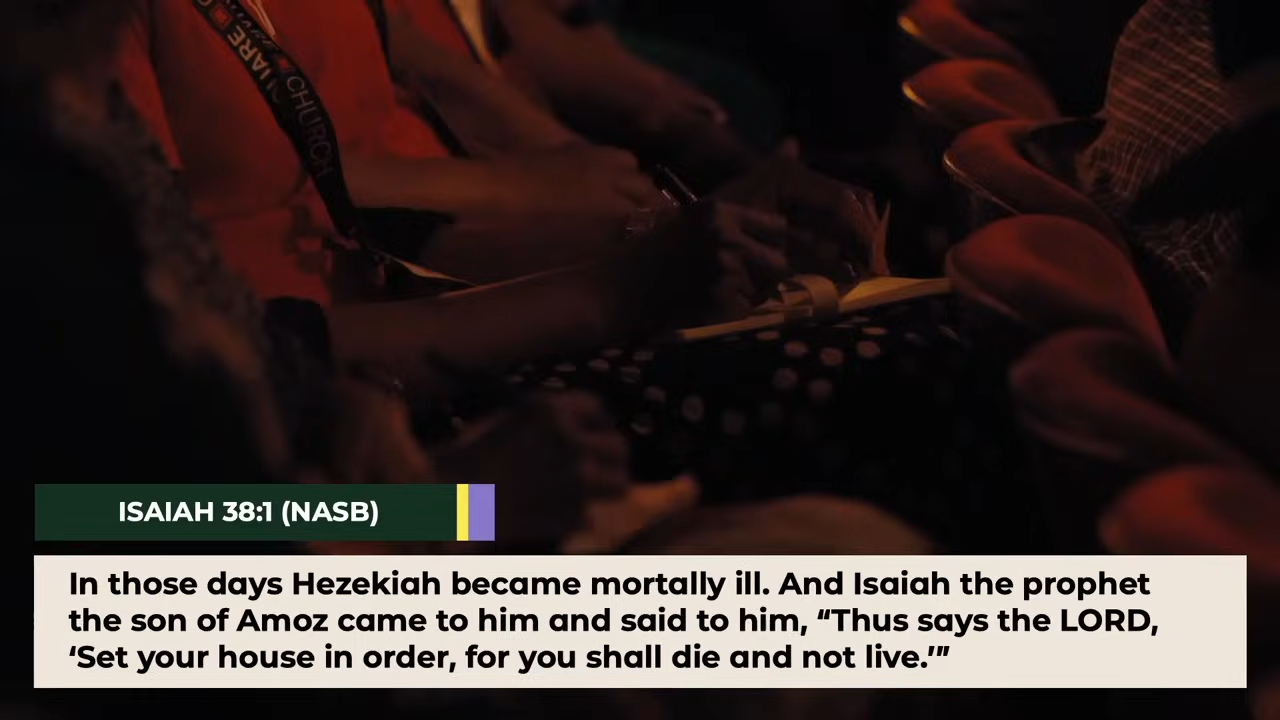 CHURCH
ISAIAH 38:1 (NASB)
In those days Hezekiah became mortally ill. And Isaiah the prophet
the son of Amoz came to him and said to him, “Thus says the LORD,
‘Set your house in order, for you shall die and not live.’”